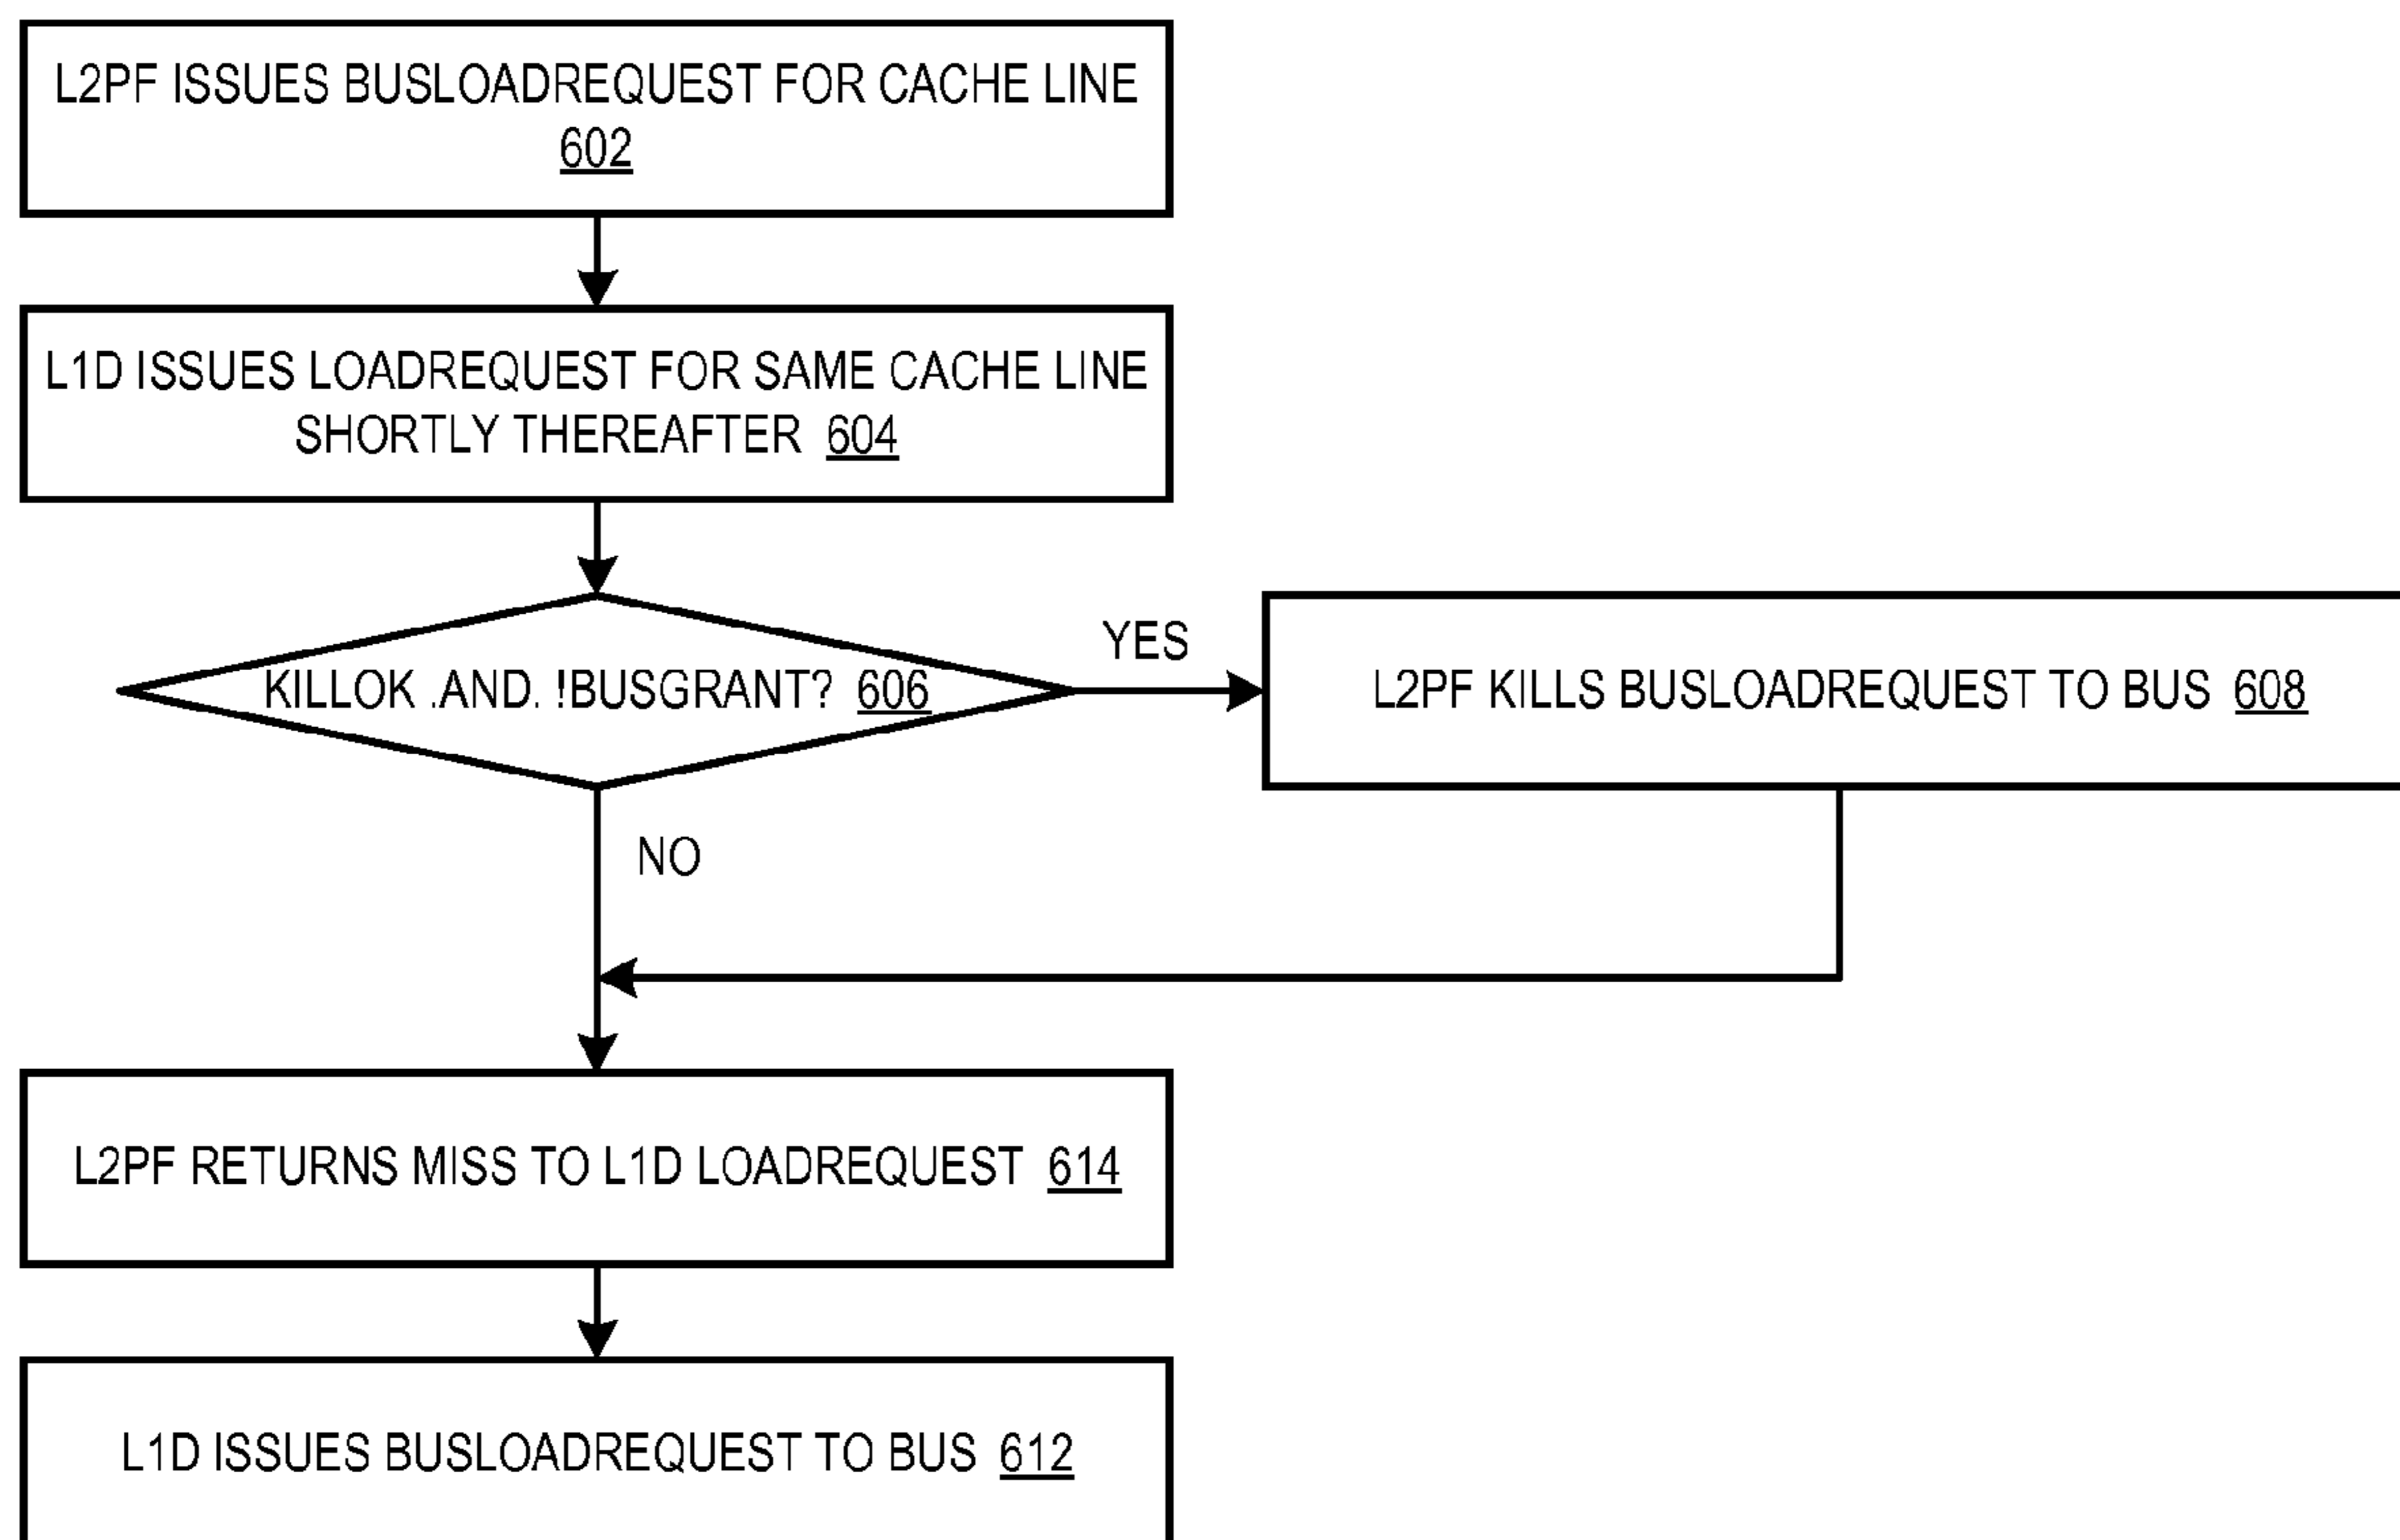 L2PF ISSUES BUSLOADREQUEST FOR CACHE LINE
602
L1D ISSUES LOADREQUEST FOR SAME CACHE LINE
SHORTLY THEREAFTER 604
KILLOK .AND. !BUSGRANT? 606
YES
L2PF KILLS BUSLOADREQUEST TO BUS 608
NO
L2PF RETURNS MISS TO L1D LOADREQUEST 614
L1D ISSUES BUSLOADREQUEST TO BUS 612